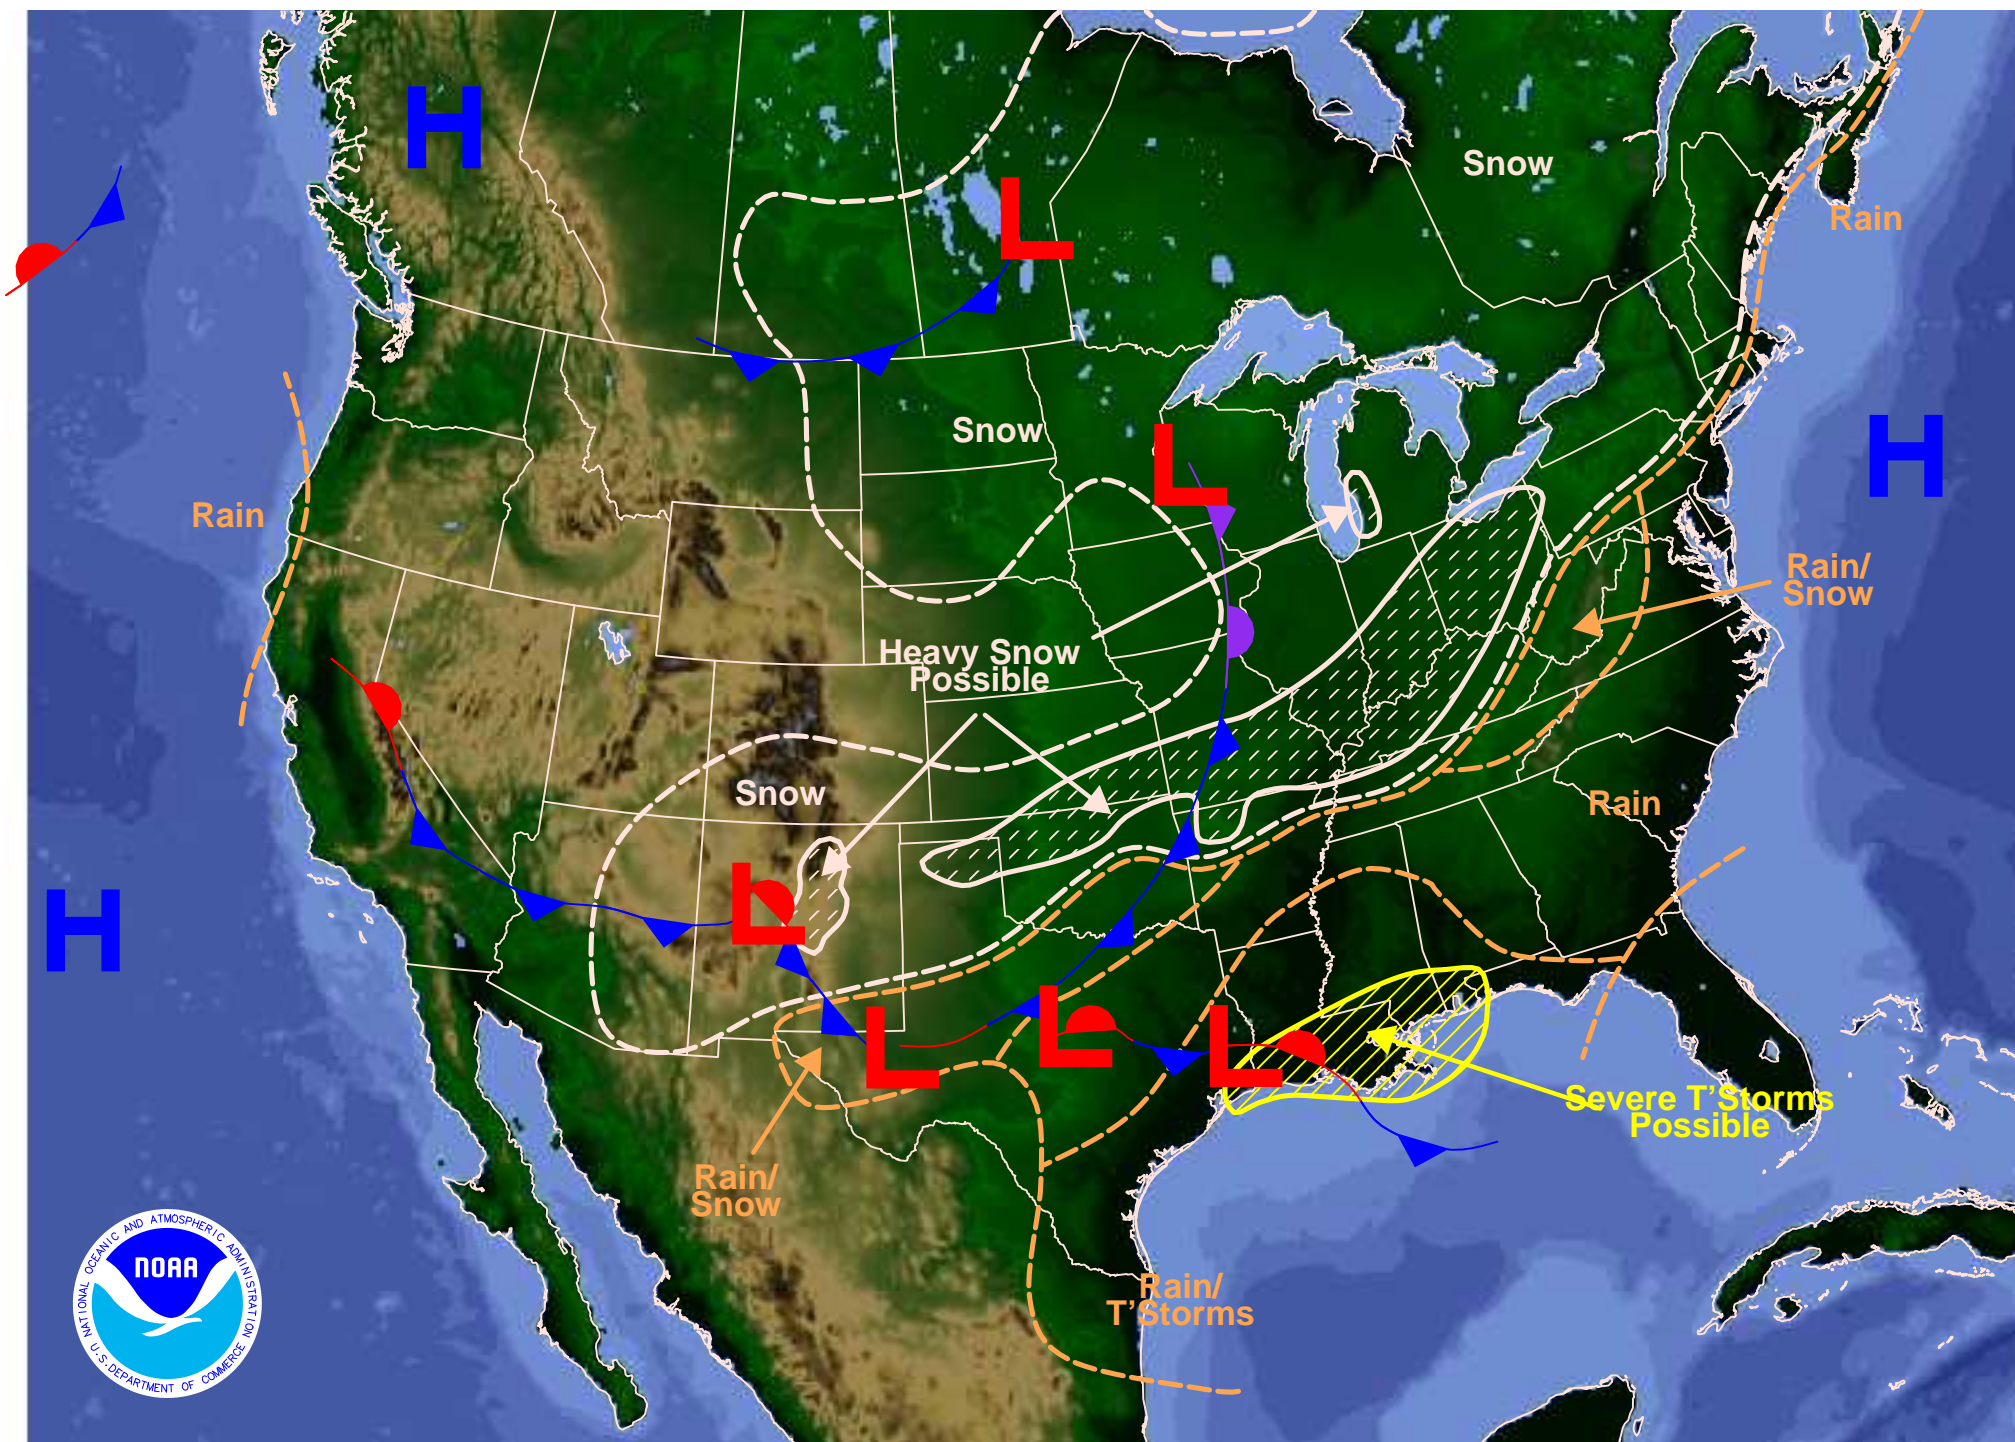 H
Snow
L
Rain
H
Snow
L
Rain
Rain/
Snow
Heavy Snow
Possible
Snow
Rain
L
H
L
L
L
Severe T'Storms
Possible
Rain/
Snow
Rain/
T'Storms
NATIONAL OCEANIC AND ATMOSPHERIC ADMINISTRATION
NOAA
U.S. DEPARTMENT OF COMMERCE